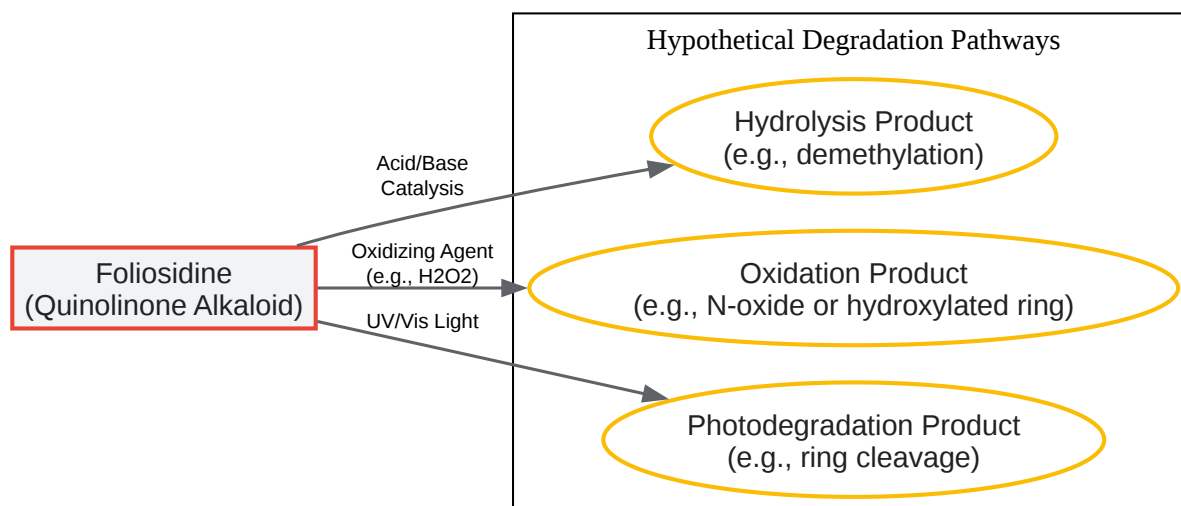 Hypothetical Degradation Pathways
Hydrolysis Product
(e.g., demethylation)
Acid/Base
Catalysis
Foliosidine
(Quinolinone Alkaloid)
Oxidizing Agent
(e.g., H2O2)
Oxidation Product
(e.g., N-oxide or hydroxylated ring)
UV/Vis Light
Photodegradation Product
(e.g., ring cleavage)